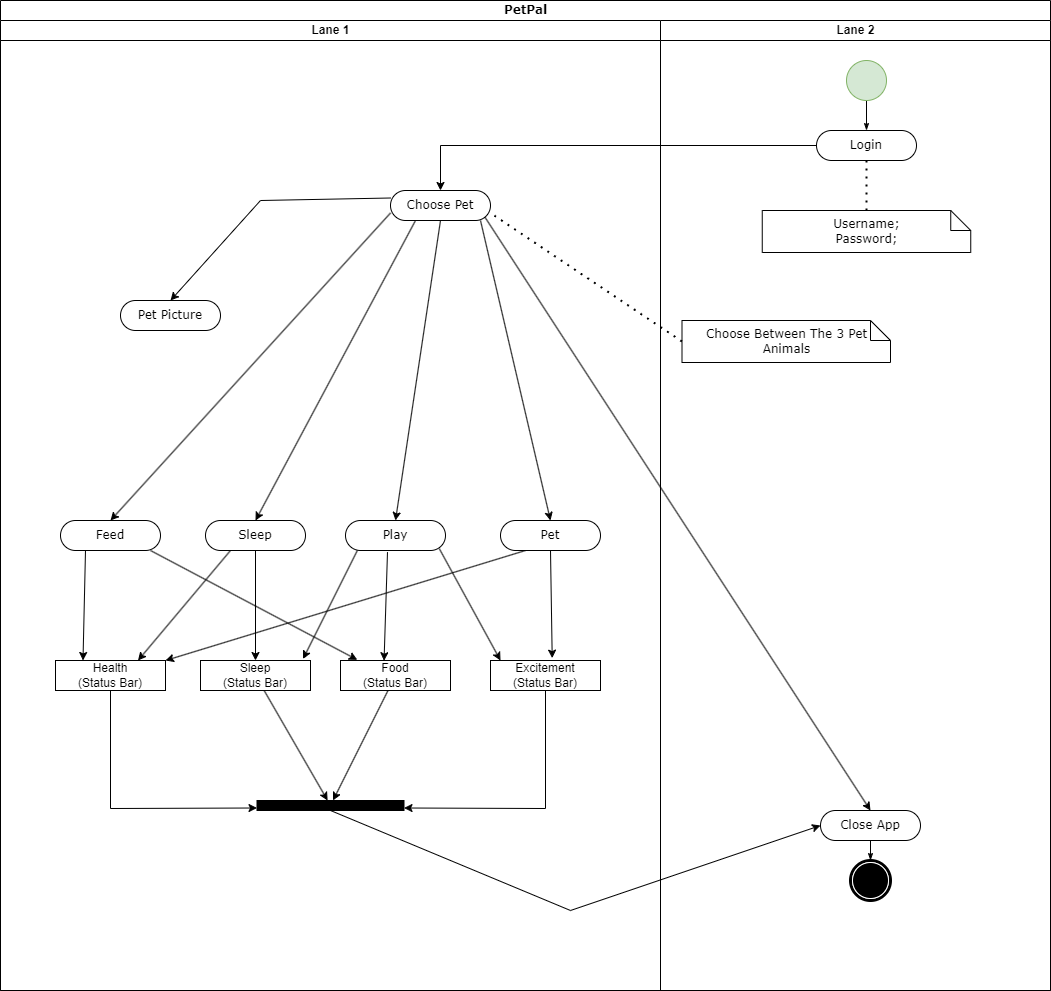 PetPal
Lane 1
Lane 2
Login
Choose Pet
Username;
Password;
Pet Picture
Choose Between The 3 Pet
Animals
Feed
Sleep
Play
Pet
Health
(Status Bar)
Sleep
(Status Bar)
Food
(Status Bar)
Excitement
(Status Bar)
Close App